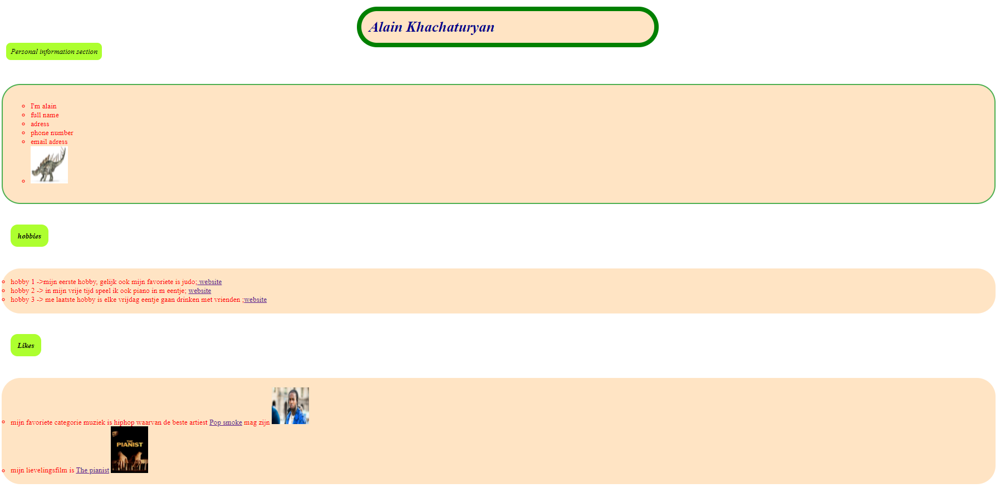 Alain Khachaturyan
Personal information section
I'm alain
full name
adress
phone number
email adress
hobbies
hobby 1 ->mijn eerste hobby, gelijk ook mijn favoriete is judo; website
hobby 2 -> in mijn vrije tijd speel ik ook piano in m eentje; website
hobby 3 -> me laatste hobby is elke vrijdag eentje gaan drinken met vrienden ;website
Likes
mijn favoriete categorie muziek is hiphop waarvan de beste artiest Pop smoke mag zijn
THE
PIANIST
mijn lievelingsfilm is The pianist